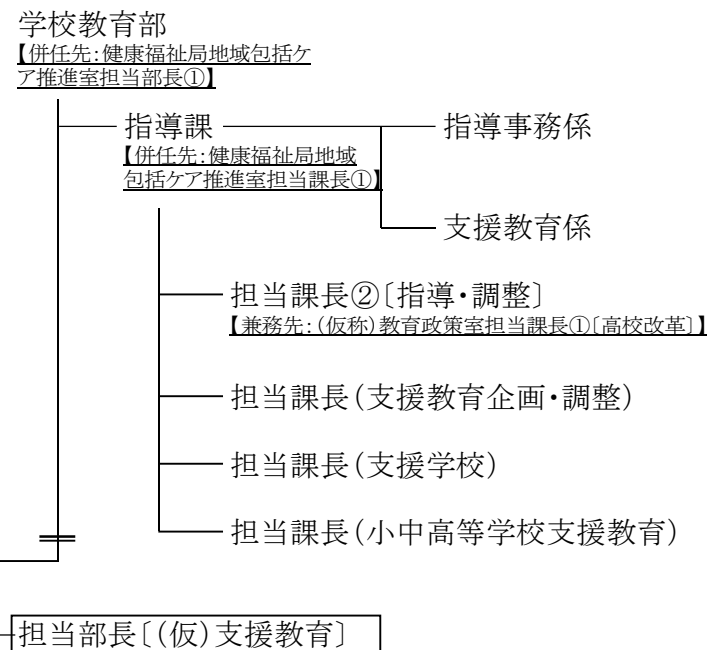 学校教育部
【併任先:健康福祉局地域包括ケ
ア推進室担当部長①】
指導課
指導事務係
【併任先:健康福祉局地域
包括ケア推進室担当課長①】
支援教育係
担当課長②〔指導・調整〕
【兼務先:(仮称)教育政策室担当課長①〔高校改革〕】
担当課長(支援教育企画・調整)
担当課長(支援学校)
担当課長(小中高等学校支援教育)
担当部長〔(仮)支援教育〕